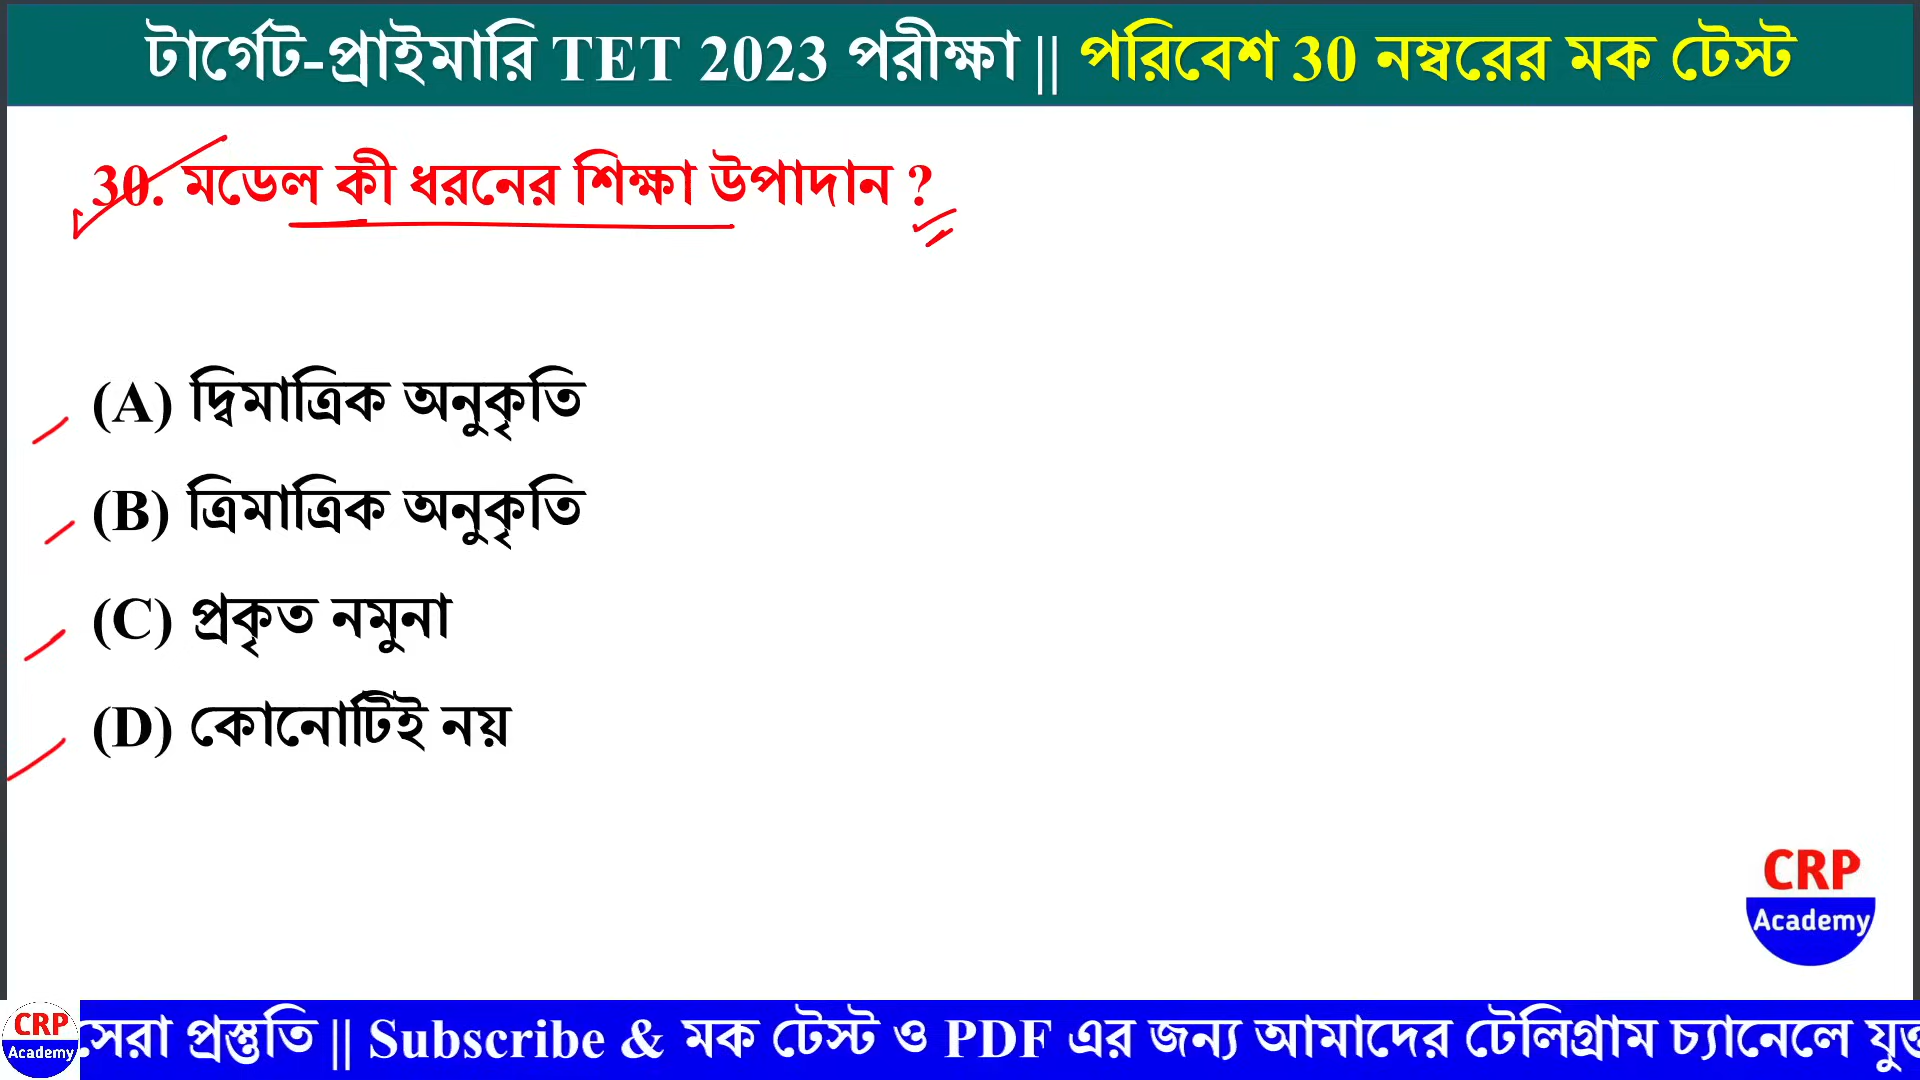 টার্গেট-প্রাইমারি TET 2023 পরীক্ষা || পরিবেশ 30 নম্বরের মক টেস্ট
30. মডেল কী ধরনের শিক্ষা উপাদান ?
(A) দ্বিমাত্রিক অনুকৃতি
(B) ত্রিমাত্রিক অনুকৃতি
(C) প্রকৃত নমুনা
(D) কোনোটিই নয়
CRP
Academy
CRP
Academy
সেরা প্রস্তুতি || Subscribe & মক টেস্ট ও PDF এর জন্য আমাদের টেলিগ্রাম চ্যানেলে